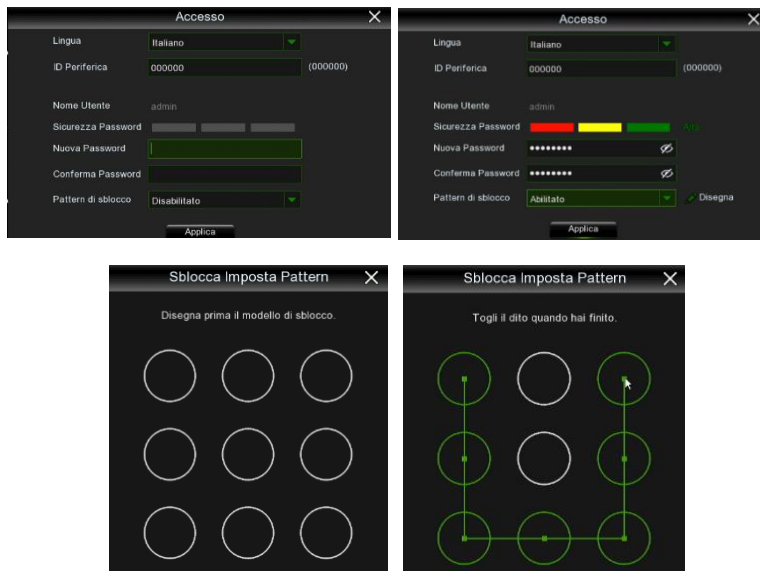 Accesso
Lingua Italiano
ID Periferica 000000 (000000)
Nome Utente admin
Sicurezza Password
Nuova Password
Conferma Password
Pattern di sblocco Disabilitato
Applica
Accesso
Lingua Italiano
ID Periferica 000000 (000000)
Nome Utente admin
Sicurezza Password
Nuova Password ••••••••
Conferma Password ••••••••
Pattern di sblocco Abilitato Disegna
Applica
Sblocca Imposta Pattern
Disegna prima il modello di sblocco.
Sblocca Imposta Pattern
Togli il dito quando hai finito.